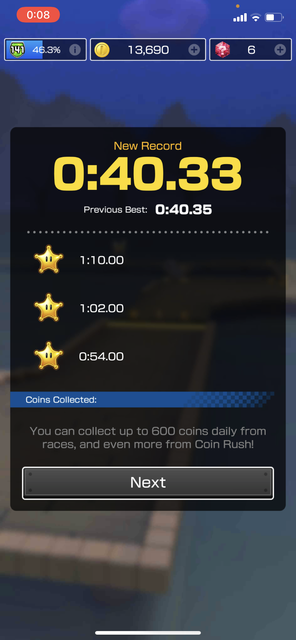 0:08
141 46.3% i 13,690 + 6 +
New Record
0:40.33
Previous Best: 0:40.35
1:10.00
1:02.00
0:54.00
Coins Collected:
You can collect up to 600 coins daily from
races, and even more from Coin Rush!
Next